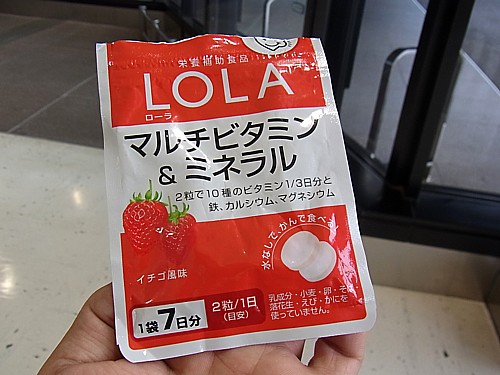 栄養補助食品
LOLA
ローラ
マルチビタミン
&ミネラル
2粒で10種のビタミン1/3日分と
鉄、カルシウム、マグネシウム
水なしで、かんで食べ
イチゴ風味
1袋7日分
2粒/1日
(目安)
乳成分・小麦・卵・そ
落花生・えび・かにを
使っていません。